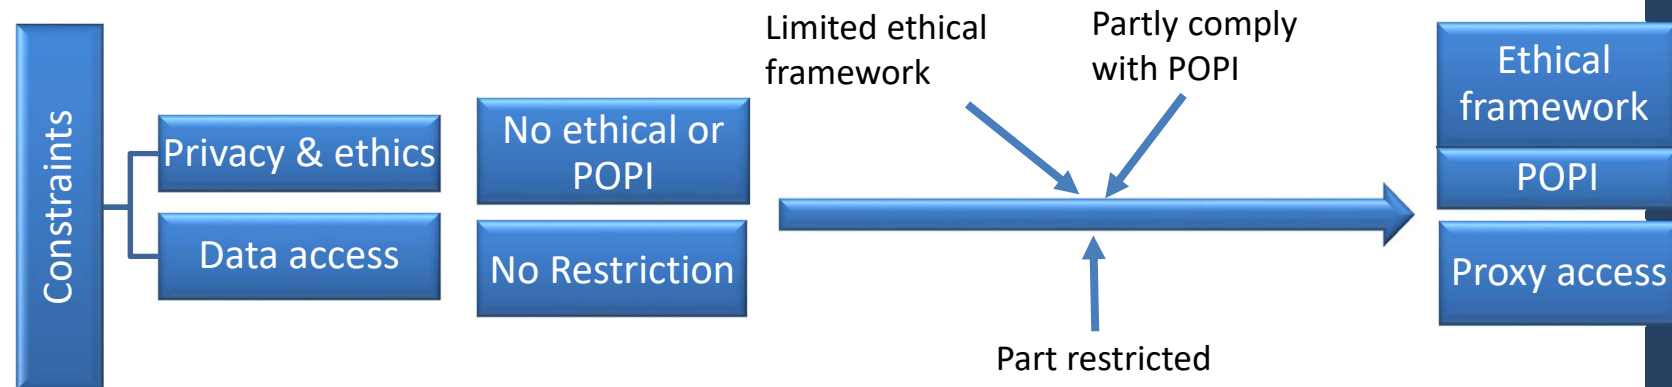 Constraints
Privacy & ethics
Data access
No ethical or
POPI
No Restriction
Limited ethical
framework
Partly comply
with POPI
Part restricted
Ethical
framework
POPI
Proxy access